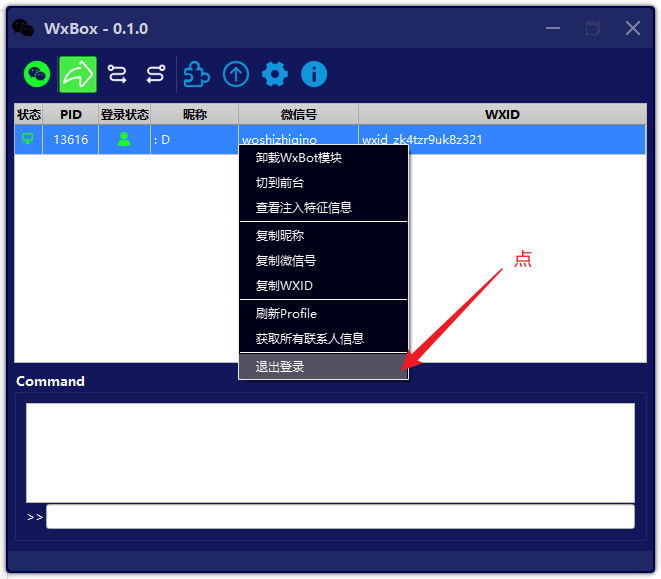 WxBox - 0.1.0
状态 PID 登录状态 昵称 微信号 WXID
13616 : D woshizhiqino wxid_zk4tzr9uk8z321
卸载WxBot模块
切到前台
查看注入特征信息
复制昵称
复制微信号
复制WXID
刷新Profile
获取所有联系人信息
退出登录
点
Command
>>